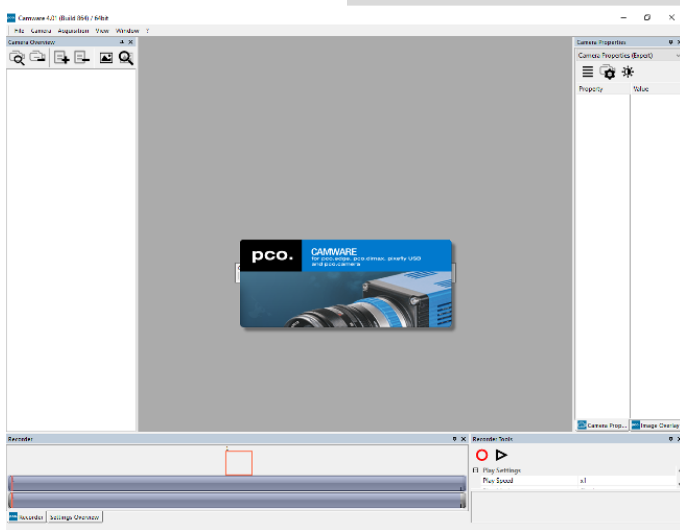 Camware 4.01 (Build 864) / 64bit
File Camera Acquisition View Window ?
Camera Overview
Camera Properties
Camera Properties (Expert)
Property Value
pco.
CAMWARE
for pco.edge, pco.dimax, pixelfly USB
and pco.camera
Camera Prop... Image Overlay
Recorder
Recorder Tools
Play Settings
Play Speed x1
Recorder Settings Overview